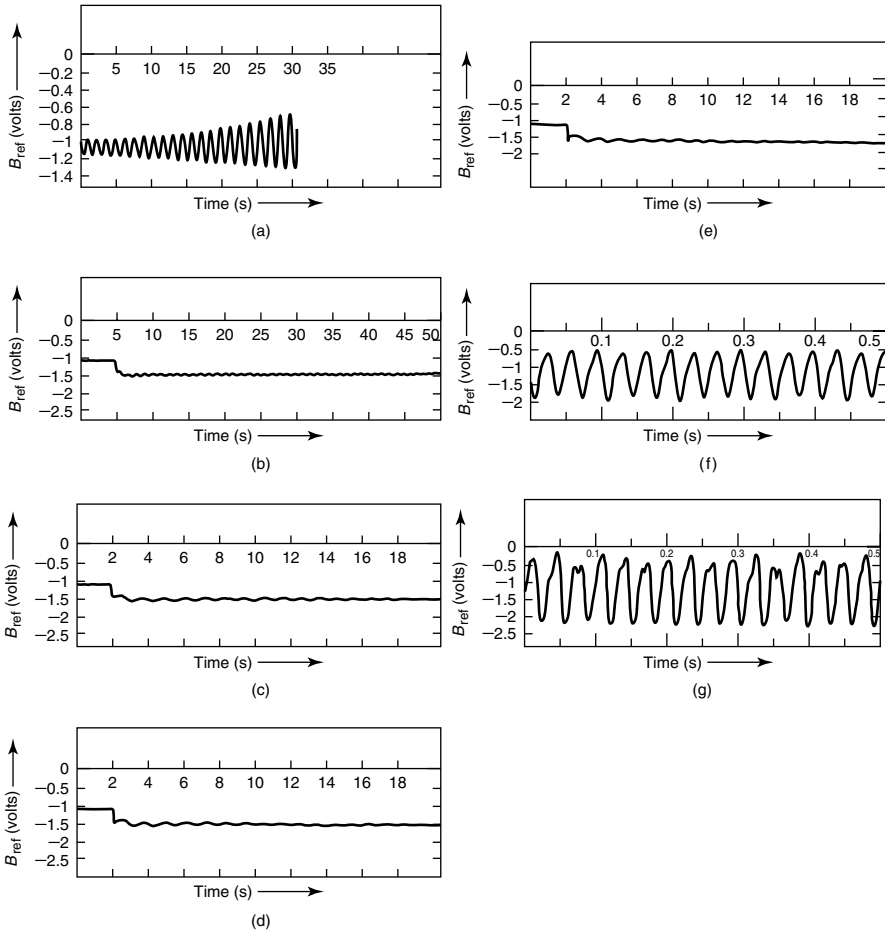 B_ref (volts)
0
5 10 15 20 25 30 35
−0.2
−0.4
−0.6
−0.8
−1
−1.2
−1.4
Time (s)
(a)
B_ref (volts)
0
5 10 15 20 25 30 35 40 45 50
−0.5
−1
−1.5
−2
−2.5
Time (s)
(b)
B_ref (volts)
0
2 4 6 8 10 12 14 16 18
−0.5
−1
−1.5
−2
−2.5
Time (s)
(c)
B_ref (volts)
0
2 4 6 8 10 12 14 16 18
−0.5
−1
−1.5
−2
−2.5
Time (s)
(d)
B_ref (volts)
0
2 4 6 8 10 12 14 16 18
−0.5
−1
−1.5
−2
Time (s)
(e)
B_ref (volts)
0
0.1 0.2 0.3 0.4 0.5
−0.5
−1
−1.5
−2
Time (s)
(f)
B_ref (volts)
0
0.1 0.2 0.3 0.4 0.5
−0.5
−1
−1.5
−2
−2.5
Time (s)
(g)